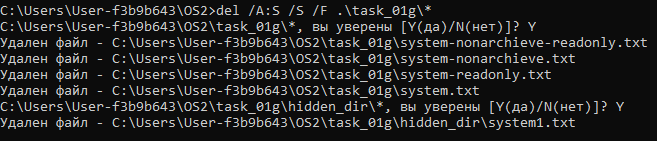 C:\Users\User-f3b9b643\OS2>del /A:S /S /F .\task_01g\*
C:\Users\User-f3b9b643\OS2\task_01g\*, вы уверены [Y(да)/N(нет)]? Y
Удален файл - C:\Users\User-f3b9b643\OS2\task_01g\system-nonarchieve-readonly.txt
Удален файл - C:\Users\User-f3b9b643\OS2\task_01g\system-nonarchieve.txt
Удален файл - C:\Users\User-f3b9b643\OS2\task_01g\system-readonly.txt
Удален файл - C:\Users\User-f3b9b643\OS2\task_01g\system.txt
C:\Users\User-f3b9b643\OS2\task_01g\hidden_dir\*, вы уверены [Y(да)/N(нет)]? Y
Удален файл - C:\Users\User-f3b9b643\OS2\task_01g\hidden_dir\system1.txt